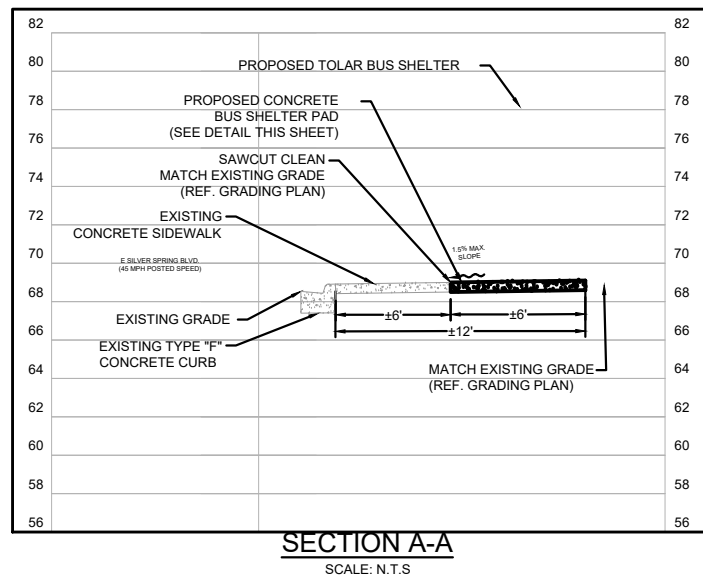 82 82
80 80
PROPOSED TOLAR BUS SHELTER
78 78
PROPOSED CONCRETE
BUS SHELTER PAD
(SEE DETAIL THIS SHEET)
76 76
SAWCUT CLEAN
MATCH EXISTING GRADE
(REF. GRADING PLAN)
74 74
72 72
EXISTING
CONCRETE SIDEWALK
70 70
E SILVER SPRING BLVD.
(45 MPH POSTED SPEED)
1.5% MAX.
SLOPE
68 68
±6' ±6'
±12'
EXISTING GRADE
66 66
EXISTING TYPE "F"
CONCRETE CURB
MATCH EXISTING GRADE
(REF. GRADING PLAN)
64 64
62 62
60 60
58 58
56 56
SECTION A-A
SCALE: N.T.S